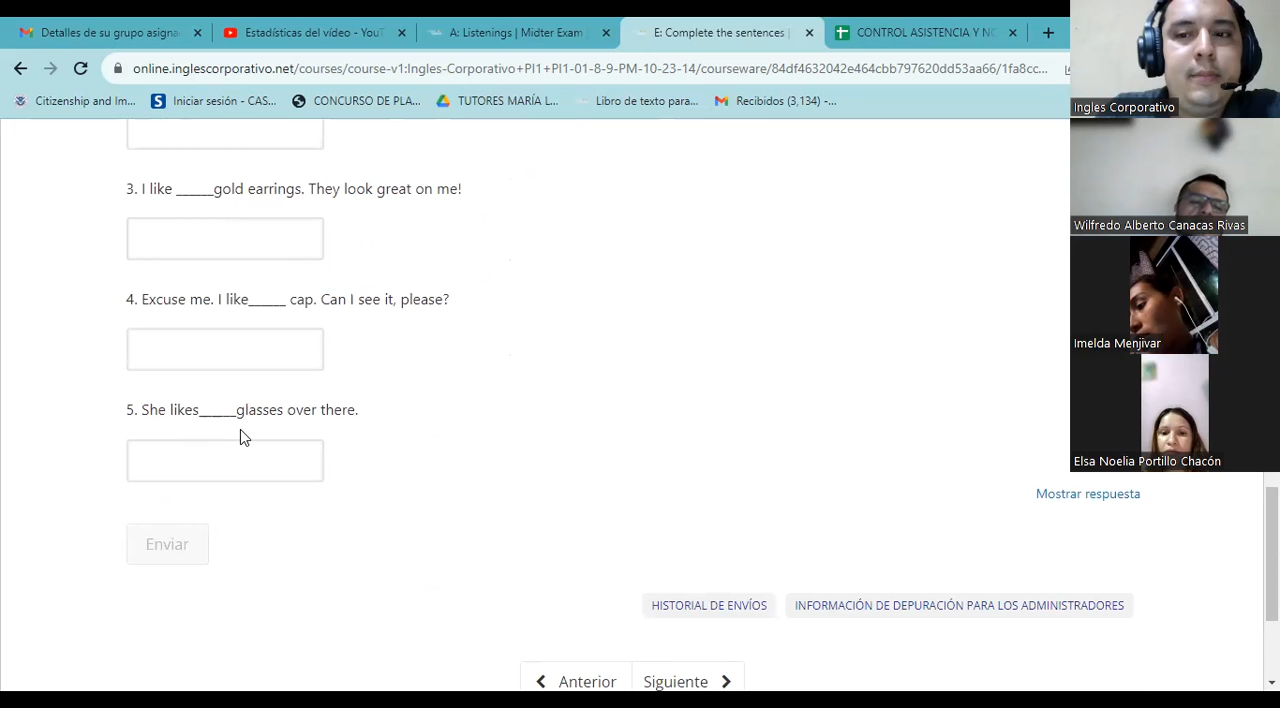 Detalles de su grupo asigna
Estadísticas del vídeo - YouT
A: Listenings | Midter Exam
E: Complete the sentences |
CONTROL ASISTENCIA Y NO
online.inglescorporativo.net/courses/course-v1:Ingles-Corporativo+PI1+PI1-01-8-9-PM-10-23-14/courseware/84df4632042e464cbb797620dd53aa66/1fa8cc...
Citizenship and Im...
Iniciar sesión - CAS...
CONCURSO DE PLA...
TUTORES MARÍA L...
Libro de texto para...
Recibidos (3,134) -...
3. I like ______gold earrings. They look great on me!
4. Excuse me. I like______ cap. Can I see it, please?
5. She likes______glasses over there.
Mostrar respuesta
Enviar
HISTORIAL DE ENVÍOS
INFORMACIÓN DE DEPURACIÓN PARA LOS ADMINISTRADORES
Anterior
Siguiente
Ingles Corporativo
Wilfredo Alberto Canacas Rivas
Imelda Menjivar
Elsa Noelia Portillo Chacón